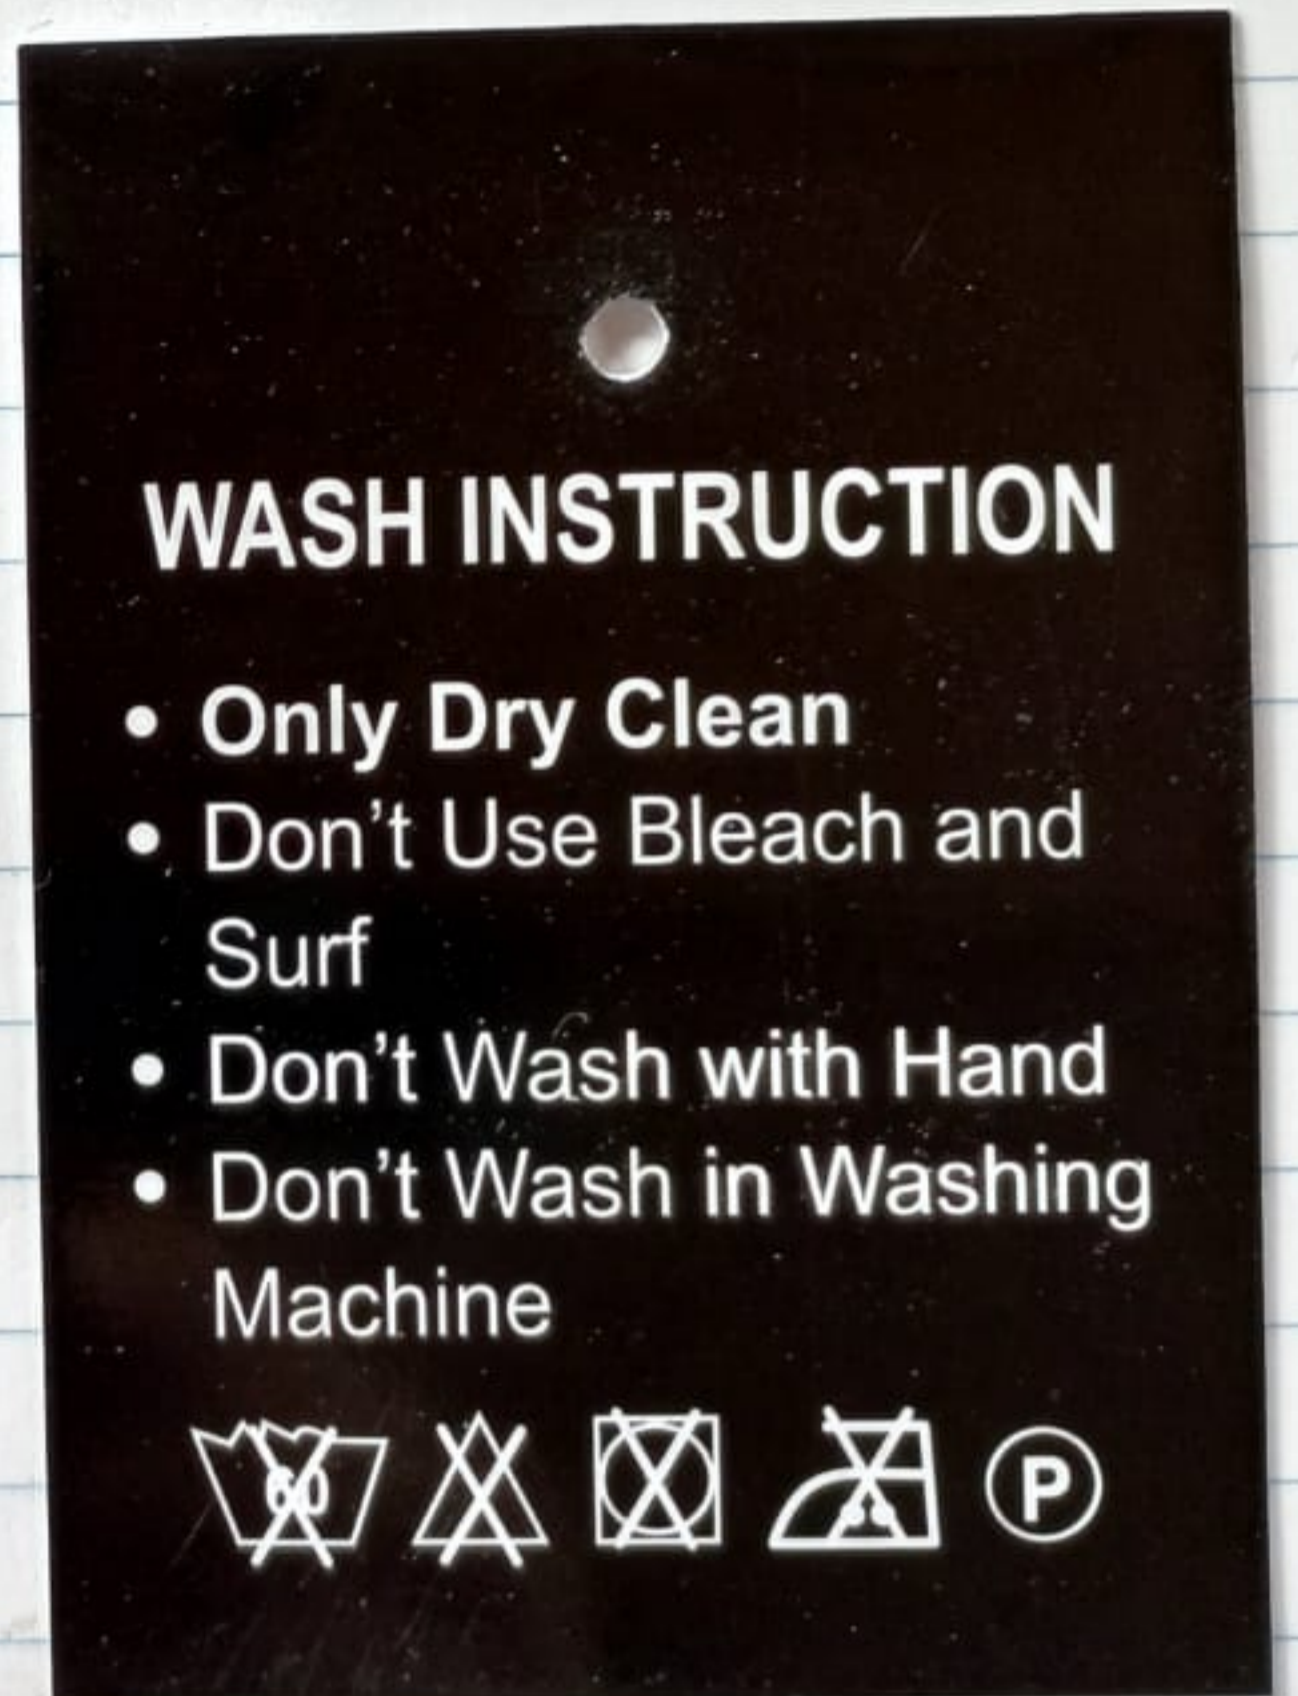 WASH INSTRUCTION
• Only Dry Clean
• Don't Use Bleach and
Surf
• Don't Wash with Hand
• Don't Wash in Washing
Machine
60 P